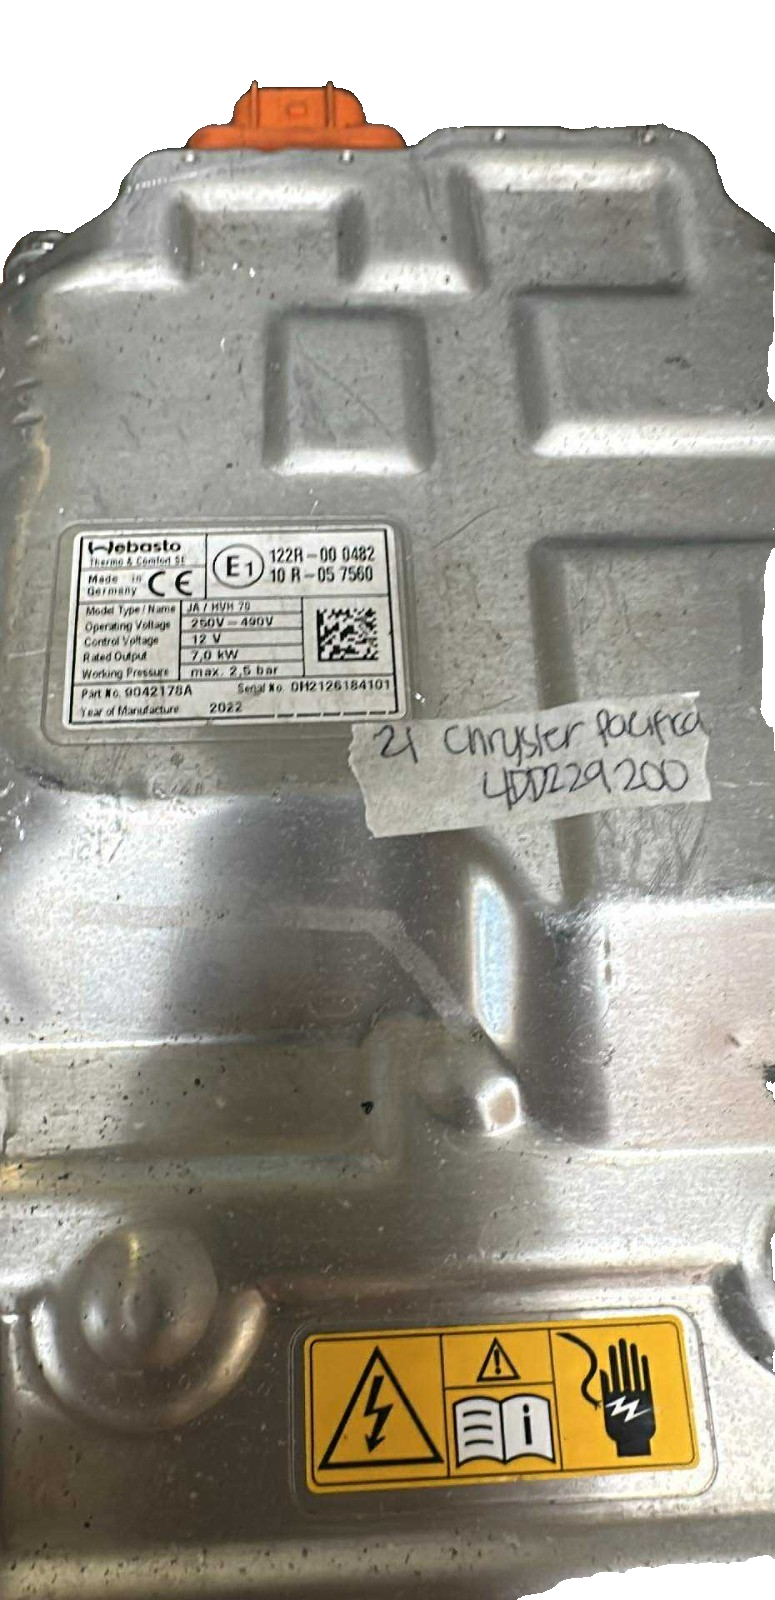 Webasto
Thermo & Comfort SE
Made in Germany
CE
E1
122R-00 0482
10 R-05 7560
Model Type / Name JA / HVH 70
Operating Voltage 250V - 490V
Control Voltage 12 V
Rated Output 7,0 kW
Working Pressure max. 2,5 bar
Part No. 9042178A Serial No. 0H2126184101
Year of Manufacture 2022
21 Chrysler Pacifica
4DDZ29200
i